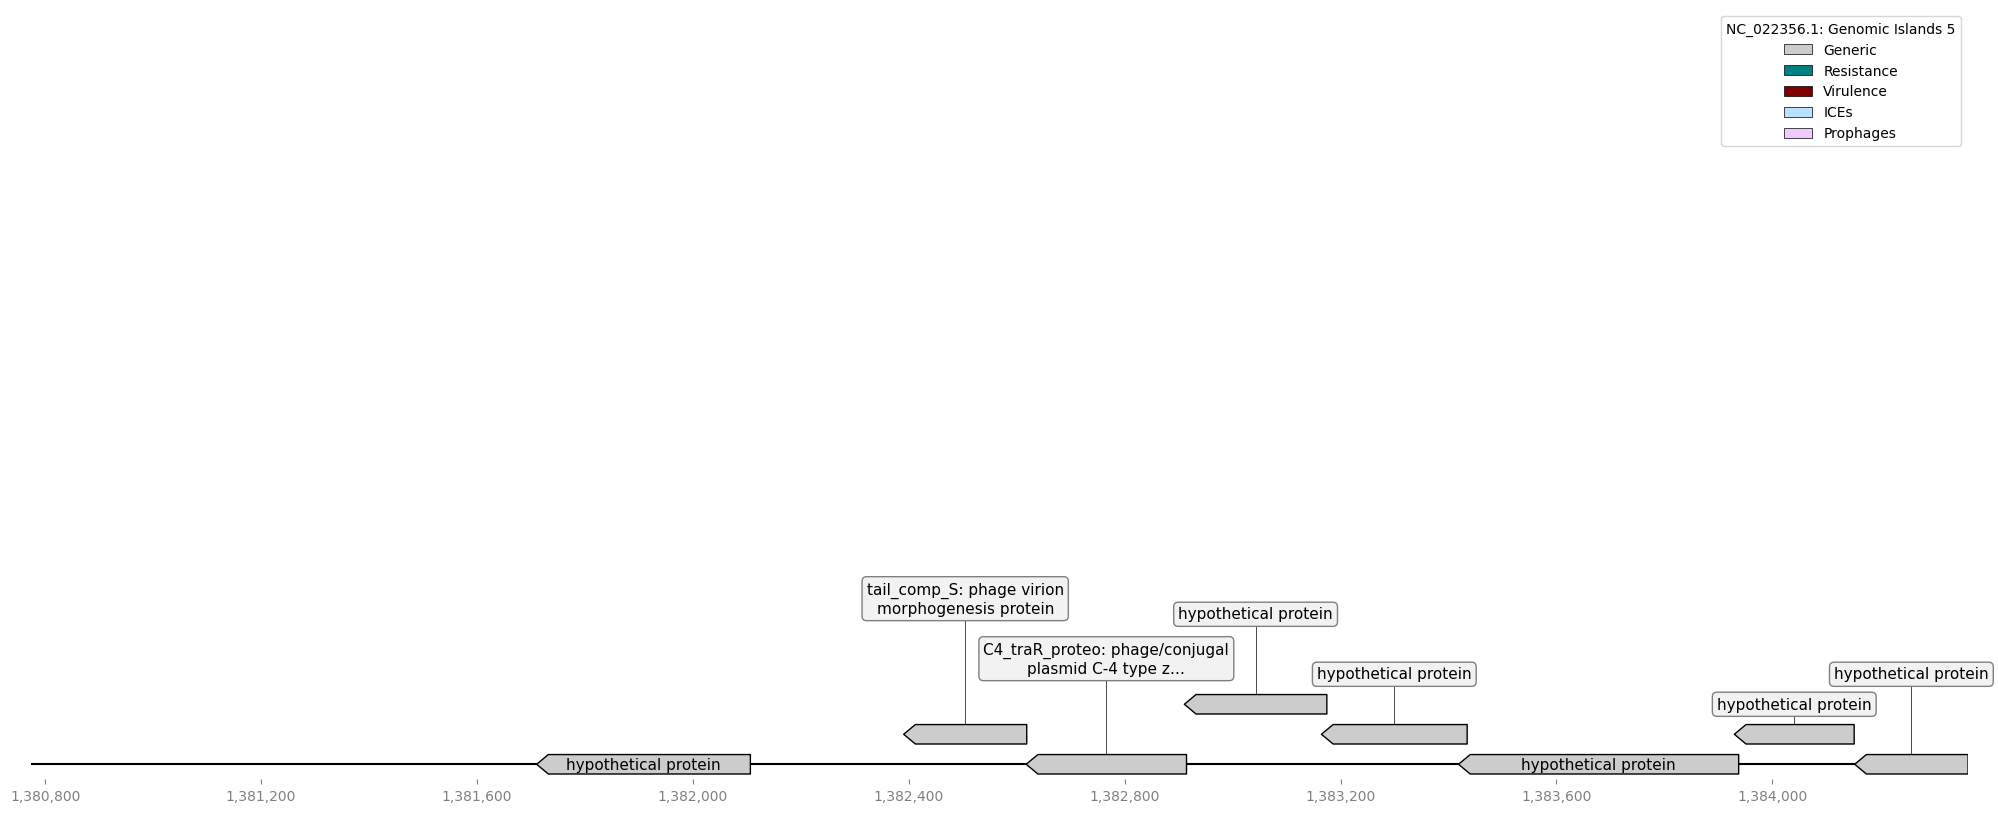 NC_022356.1: Genomic Islands 5
Generic
Resistance
Virulence
ICEs
Prophages
tail_comp_S: phage virion
morphogenesis protein
hypothetical protein
C4_traR_proteo: phage/conjugal
plasmid C-4 type z...
hypothetical protein
hypothetical protein
hypothetical protein
hypothetical protein
hypothetical protein
1,380,800
1,381,200
1,381,600
1,382,000
1,382,400
1,382,800
1,383,200
1,383,600
1,384,000